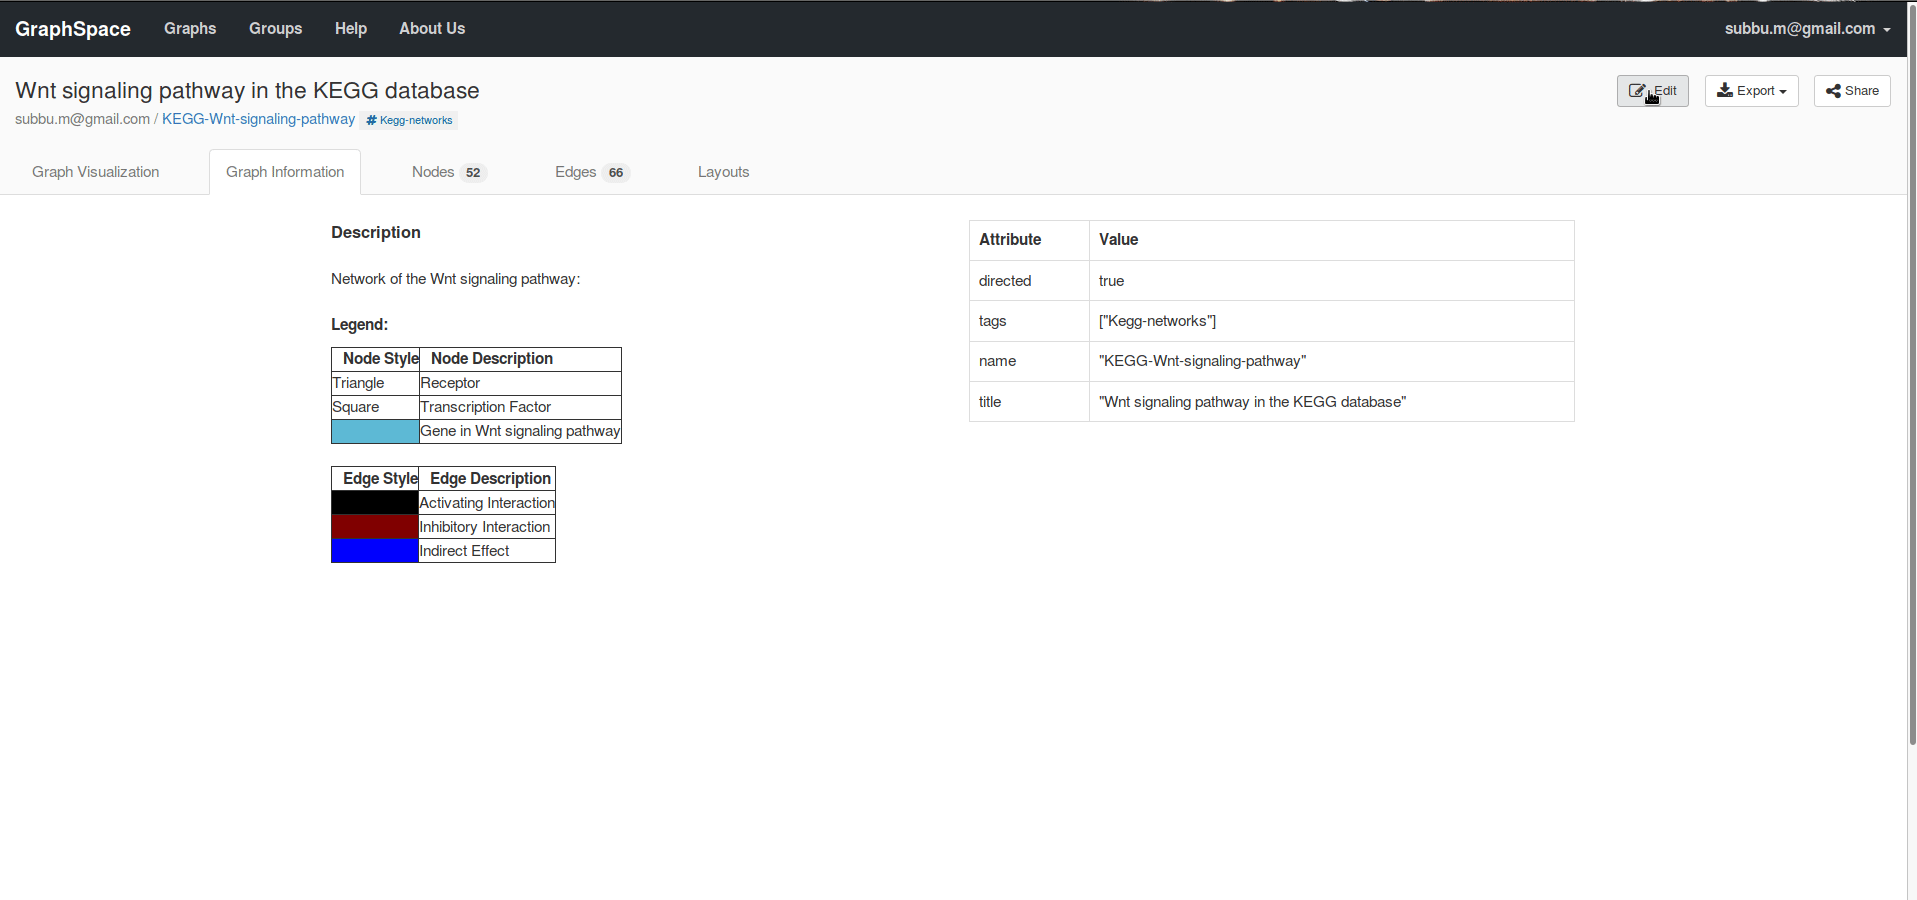 GraphSpace Graphs Groups Help About Us subbu.m@gmail.com
Wnt signaling pathway in the KEGG database
Edit Export Share
subbu.m@gmail.com / KEGG-Wnt-signaling-pathway # Kegg-networks
Graph Visualization Graph Information Nodes 52 Edges 66 Layouts
Description
Network of the Wnt signaling pathway:
Legend:
Node Style Node Description
Triangle Receptor
Square Transcription Factor
Gene in Wnt signaling pathway
Edge Style Edge Description
Activating Interaction
Inhibitory Interaction
Indirect Effect
Attribute Value
directed true
tags ["Kegg-networks"]
name "KEGG-Wnt-signaling-pathway"
title "Wnt signaling pathway in the KEGG database"